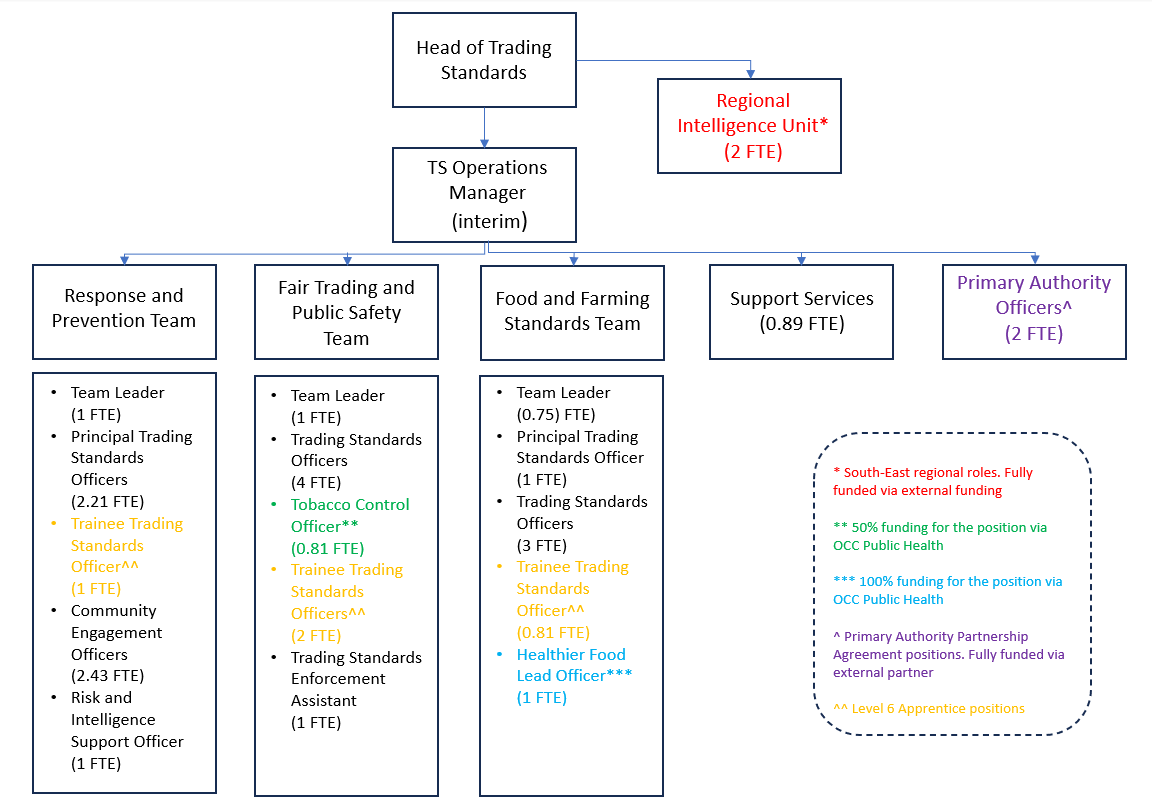 Head of Trading
Standards
Regional
Intelligence Unit*
(2 FTE)
TS Operations
Manager
(interim)
Response and
Prevention Team
Fair Trading and
Public Safety
Team
Food and Farming
Standards Team
Support Services
(0.89 FTE)
Primary Authority
Officers^
(2 FTE)
• Team Leader
(1 FTE)
• Principal Trading
Standards
Officers
(2.21 FTE)
• Trainee Trading
Standards
Officer^^
(1 FTE)
• Community
Engagement
Officers
(2.43 FTE)
• Risk and
Intelligence
Support Officer
(1 FTE)
• Team Leader
(1 FTE)
• Trading Standards
Officers
(4 FTE)
• Tobacco Control
Officer**
(0.81 FTE)
• Trainee Trading
Standards
Officers^^
(2 FTE)
• Trading Standards
Enforcement
Assistant
(1 FTE)
• Team Leader
(0.75) FTE)
• Principal Trading
Standards Officer
(1 FTE)
• Trading Standards
Officers
(3 FTE)
• Trainee Trading
Standards
Officer^^
(0.81 FTE)
• Healthier Food
Lead Officer***
(1 FTE)
* South-East regional roles. Fully
funded via external funding
** 50% funding for the position via
OCC Public Health
*** 100% funding for the position via
OCC Public Health
^ Primary Authority Partnership
Agreement positions. Fully funded via
external partner
^^ Level 6 Apprentice positions